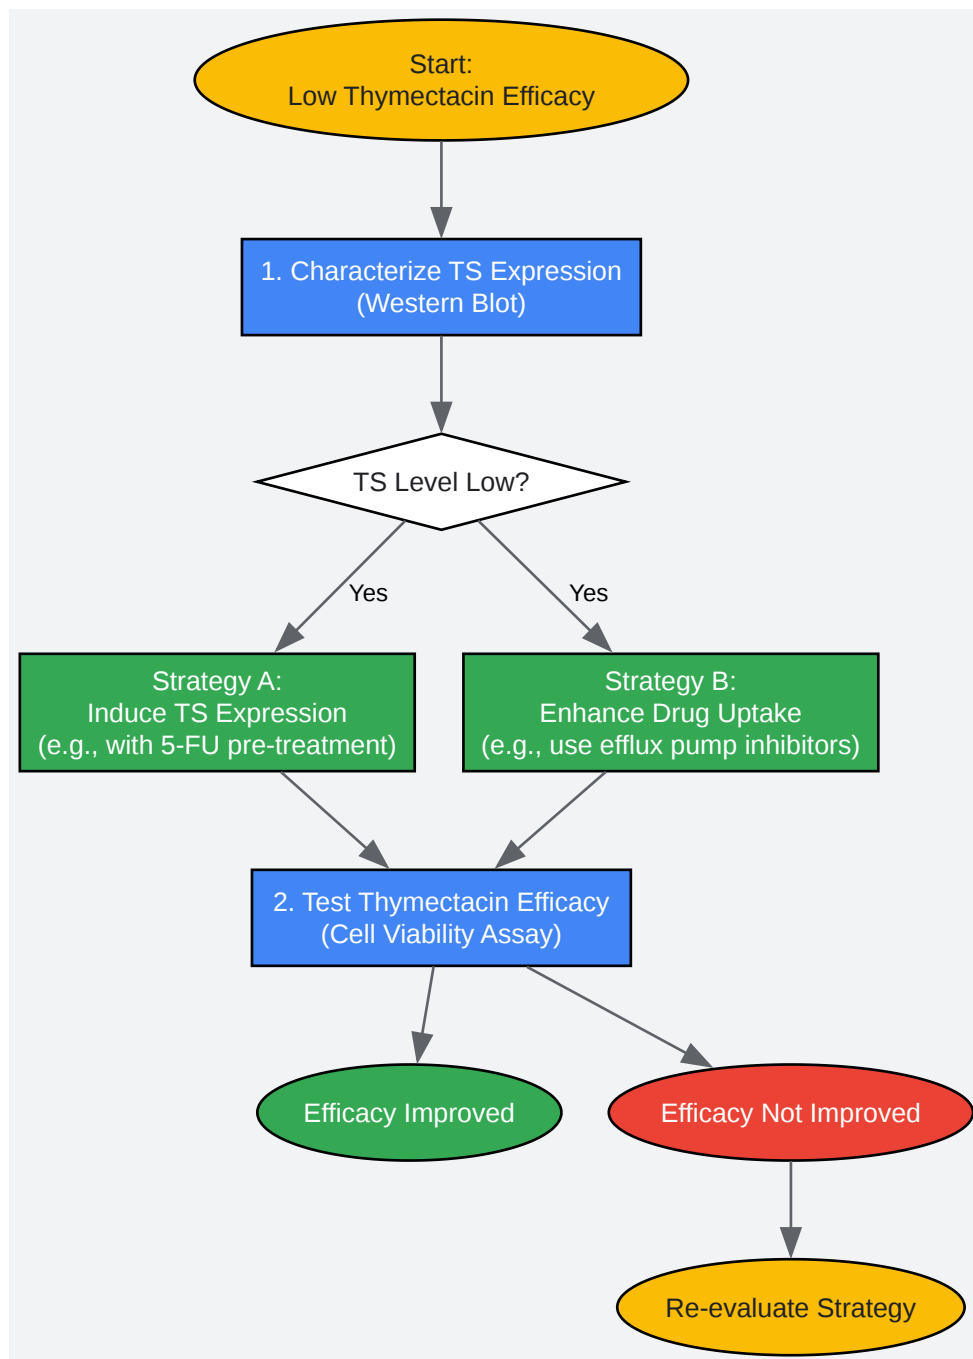 Start:
Low Thymectacin Efficacy
1. Characterize TS Expression
(Western Blot)
TS Level Low?
Yes
Yes
Strategy A:
Induce TS Expression
(e.g., with 5-FU pre-treatment)
Strategy B:
Enhance Drug Uptake
(e.g., use efflux pump inhibitors)
2. Test Thymectacin Efficacy
(Cell Viability Assay)
Efficacy Improved
Efficacy Not Improved
Re-evaluate Strategy